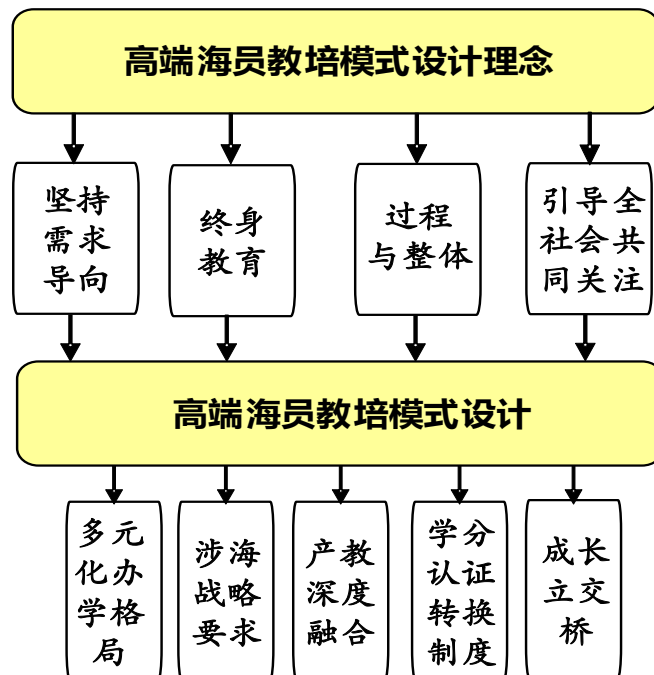 高端海员教培模式设计理念
坚持
需求
导向
终身
教育
过程
与整体
引导全
社会共
同关注
高端海员教培模式设计
多元
化办
学格
局
涉海
战略
要求
产教
深度
融合
学分
认证
转换
制度
成长
立交
桥